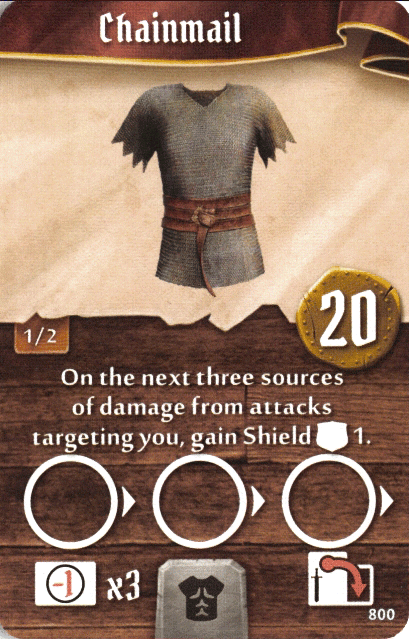 Chainmail
1/2
20
On the next three sources
of damage from attacks
targeting you, gain Shield 1.
-1 x3
800